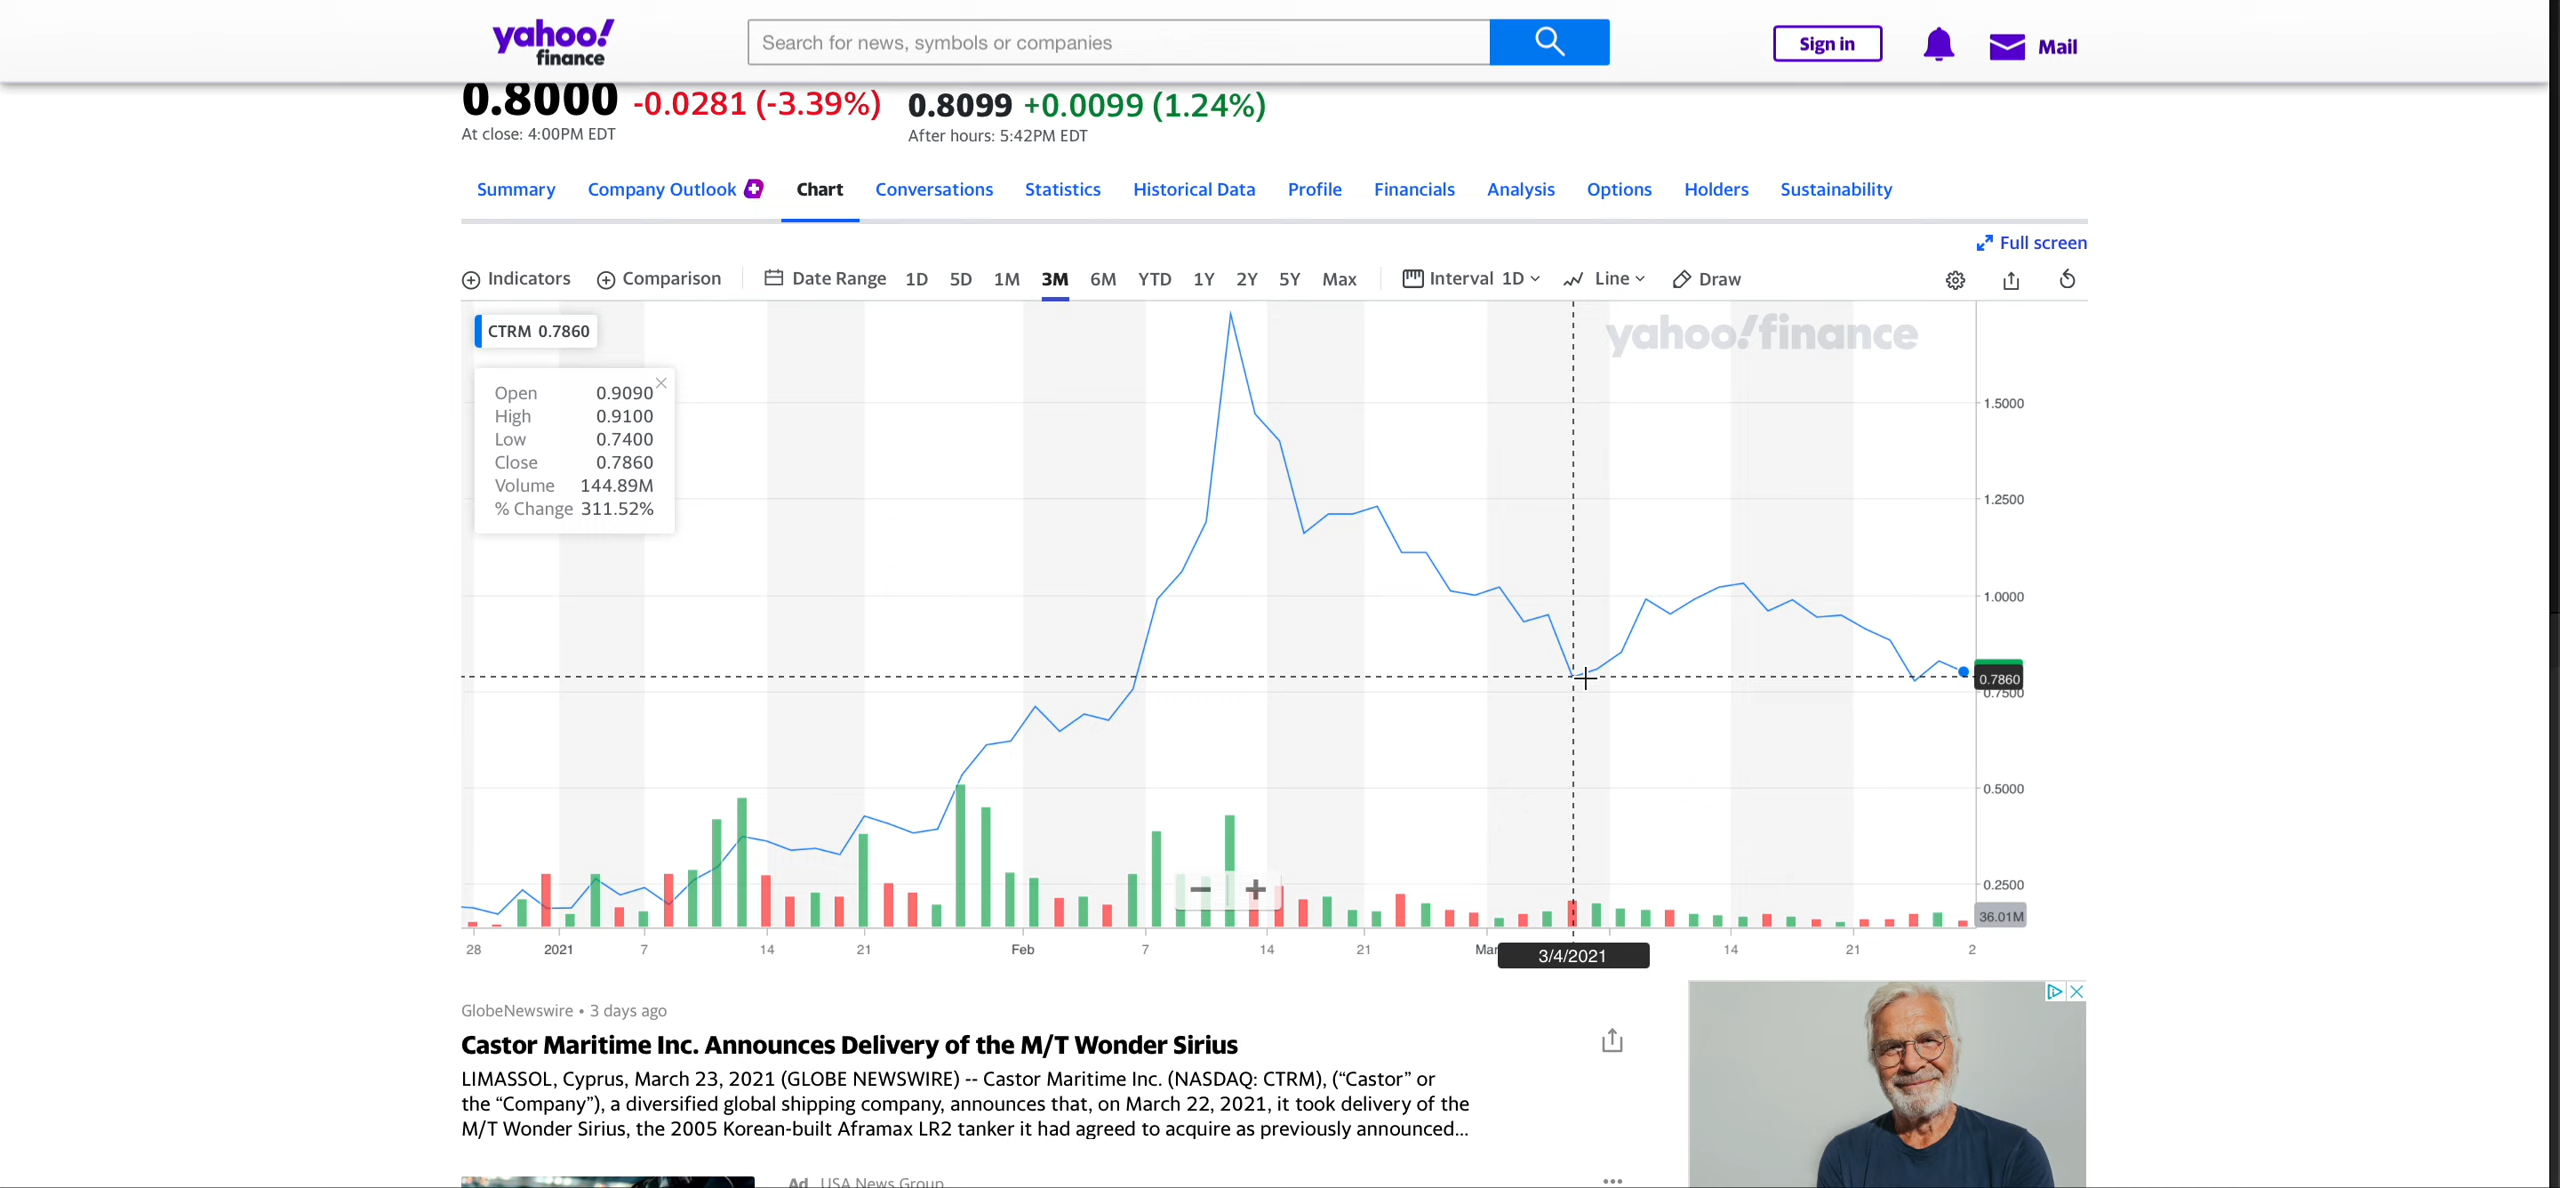 yahoo!
finance
Search for news, symbols or companies
Sign in
Mail
0.8000 -0.0281 (-3.39%) 0.8099 +0.0099 (1.24%)
At close: 4:00PM EDT
After hours: 5:42PM EDT
Summary Company Outlook Chart Conversations Statistics Historical Data Profile Financials Analysis Options Holders Sustainability
Full screen
Indicators Comparison Date Range 1D 5D 1M 3M 6M YTD 1Y 2Y 5Y Max Interval 1D Line Draw
CTRM 0.7860
yahoo!finance
Open 0.9090
High 0.9100
Low 0.7400
Close 0.7860
Volume 144.89M
% Change 311.52%
1.5000
1.2500
1.0000
0.7860
0.7500
0.5000
0.2500
36.01M
28 2021 7 14 21 Feb 7 14 21 Mar 3/4/2021 14 21 2
GlobeNewswire • 3 days ago
Castor Maritime Inc. Announces Delivery of the M/T Wonder Sirius
LIMASSOL, Cyprus, March 23, 2021 (GLOBE NEWSWIRE) -- Castor Maritime Inc. (NASDAQ: CTRM), (“Castor” or
the “Company”), a diversified global shipping company, announces that, on March 22, 2021, it took delivery of the
M/T Wonder Sirius, the 2005 Korean-built Aframax LR2 tanker it had agreed to acquire as previously announced...
Ad USA News Group